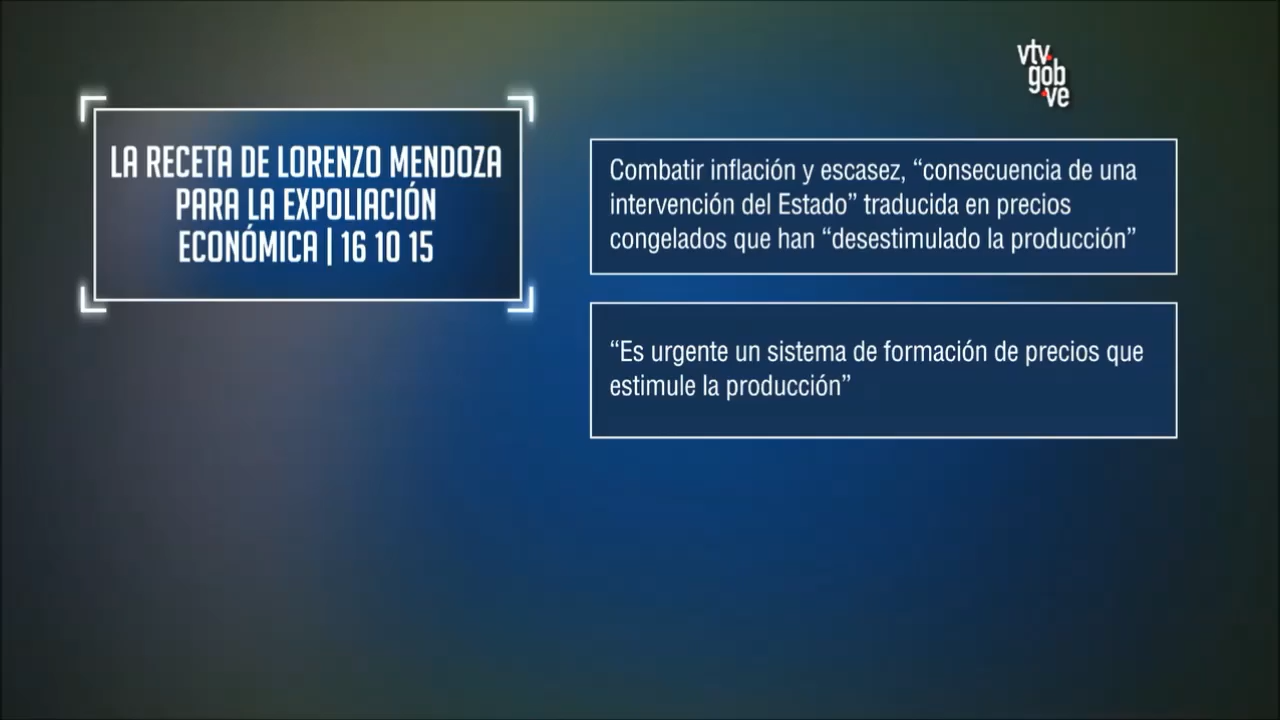 vtv.
gob
.ve
LA RECETA DE LORENZO MENDOZA
PARA LA EXPOLIACIÓN
ECONÓMICA | 16 10 15
Combatir inflación y escasez, “consecuencia de una
intervención del Estado” traducida en precios
congelados que han “desestimulado la producción”
“Es urgente un sistema de formación de precios que
estimule la producción”